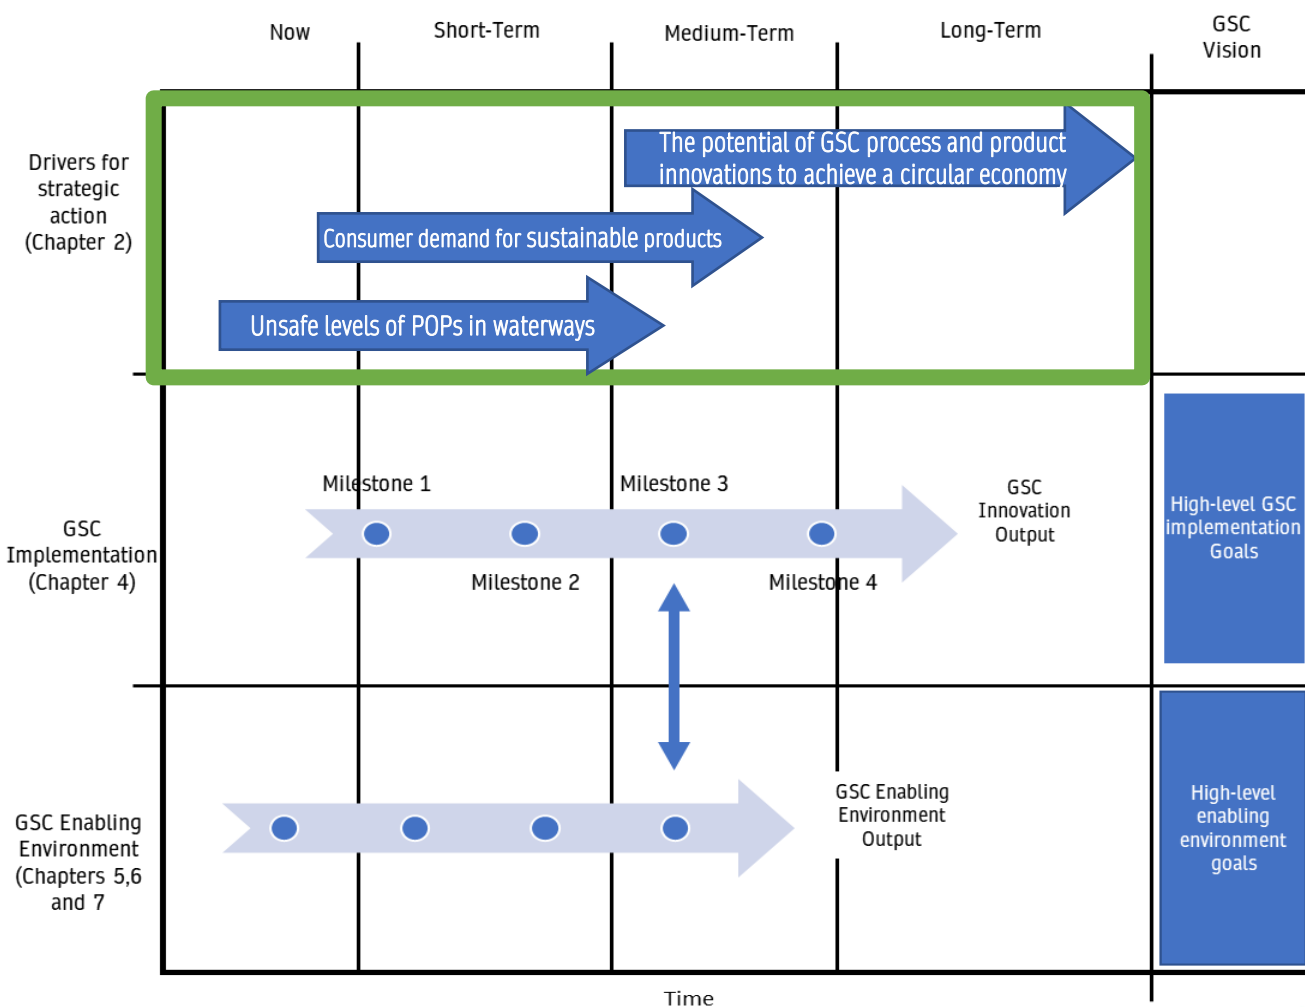 Now
Short-Term
Medium-Term
Long-Term
GSC
Vision
Drivers for
strategic
action
(Chapter 2)
The potential of GSC process and product
innovations to achieve a circular economy
Consumer demand for sustainable products
Unsafe levels of POPs in waterways
GSC
Implementation
(Chapter 4)
Milestone 1
Milestone 2
Milestone 3
Milestone 4
GSC
Innovation
Output
High-level GSC
implementation
Goals
GSC Enabling
Environment
(Chapters 5,6
and 7
GSC Enabling
Environment
Output
High-level
enabling
environment
goals
Time